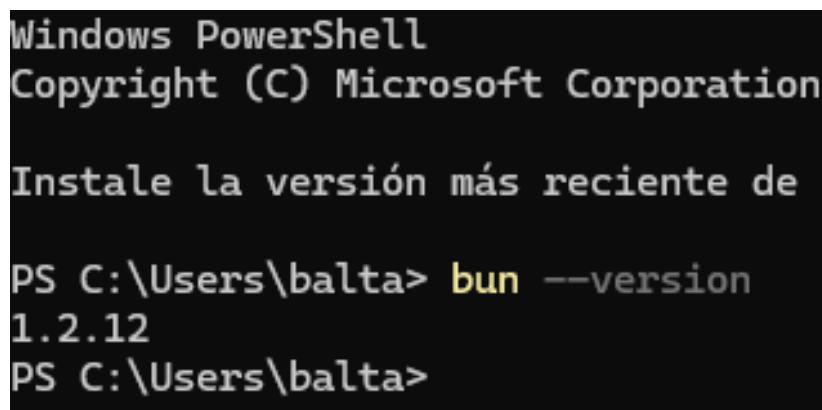 Windows PowerShell
Copyright (C) Microsoft Corporation
Instale la versión más reciente de
PS C:\Users\balta> bun --version
1.2.12
PS C:\Users\balta>